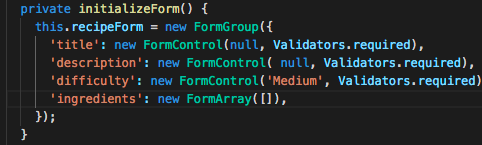 private initializeForm() {
this.recipeForm = new FormGroup({
'title': new FormControl(null, Validators.required),
'description': new FormControl( null, Validators.required),
'difficulty': new FormControl('Medium', Validators.required)
'ingredients': new FormArray([]),
});
}